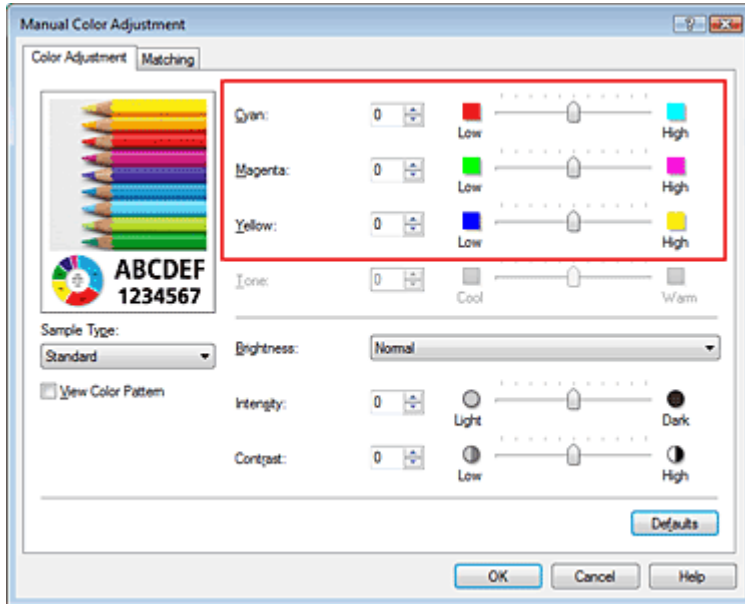 Manual Color Adjustment
Color Adjustment Matching
Cyan: 0 Low High
Magenta: 0 Low High
Yellow: 0 Low High
ABCDEF
1234567
Tone: 0 Cool Warm
Sample Type:
Standard
Brightness: Normal
View Color Pattern
Intensity: 0 Light Dark
Contrast: 0 Low High
Defaults
OK Cancel Help